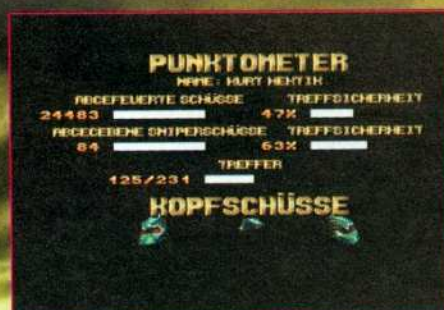 PUNKTOMETER
NAME: KURT HEKTIK
ABGEFEUERTE SCHÜSSE TREFFSICHERHEIT
24483 47%
ABGEGEBENE SNIPERSCHÜSSE TREFFSICHERHEIT
84 63%
TREFFER
125/231
KOPFSCHÜSSE